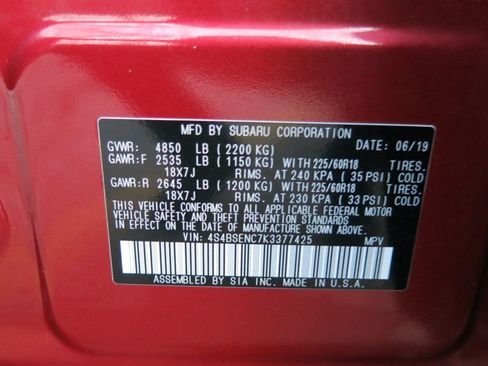 MFD BY SUBARU CORPORATION DATE: 06/19
GVWR: 4850 LB ( 2200 KG)
GAWR:F 2535 LB ( 1150 KG) WITH 225/60R18 TIRES.
18X7J RIMS. AT 240 KPA ( 35 PSI) COLD
GAWR:R 2645 LB ( 1200 KG) WITH 225/60R18 TIRES.
18X7J RIMS. AT 230 KPA ( 33 PSI) COLD
THIS VEHICLE CONFORMS TO ALL APPLICABLE FEDERAL MOTOR
VEHICLE SAFETY AND THEFT PREVENTION STANDARDS
IN EFFECT ON THE DATE OF MANUFACTURE SHOWN ABOVE.
VIN: 4S4BSENC7K3377425 MPV
ASSEMBLED BY SIA INC. MADE IN U.S.A.